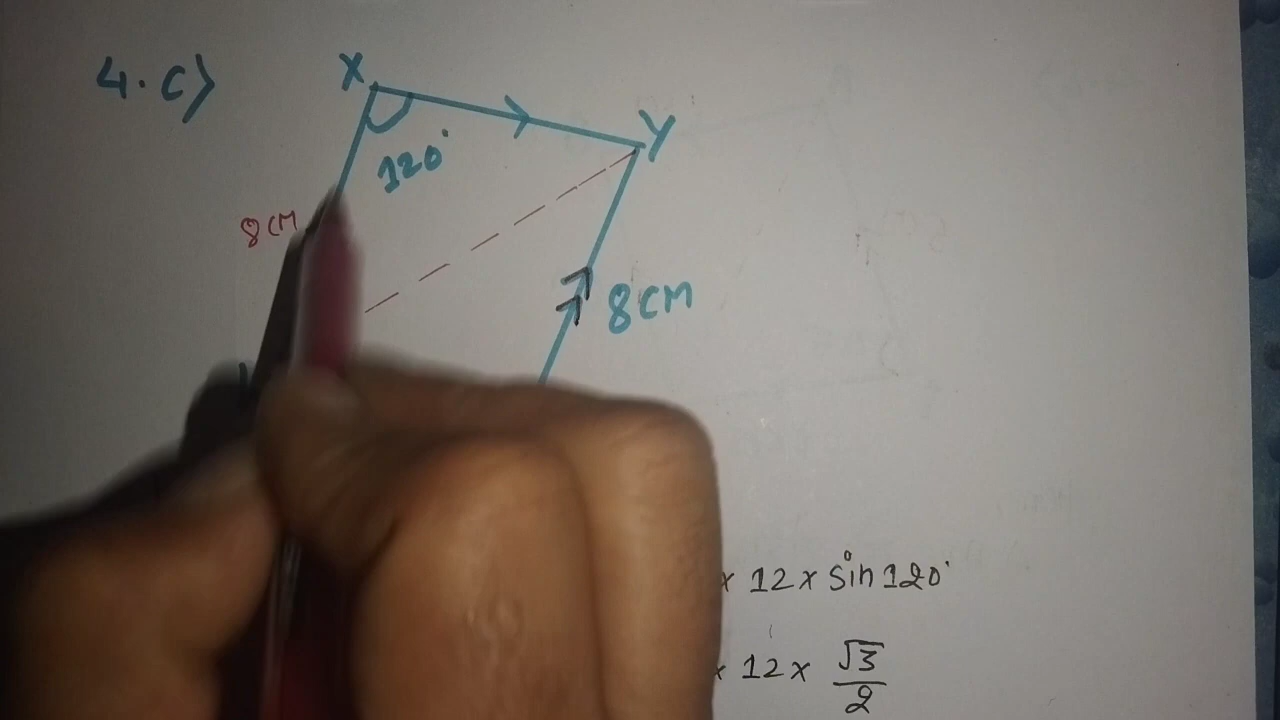 4.c)
X
Y
120°
8CM
8CM
x 12 x sin 120°
x 12 x √3/2